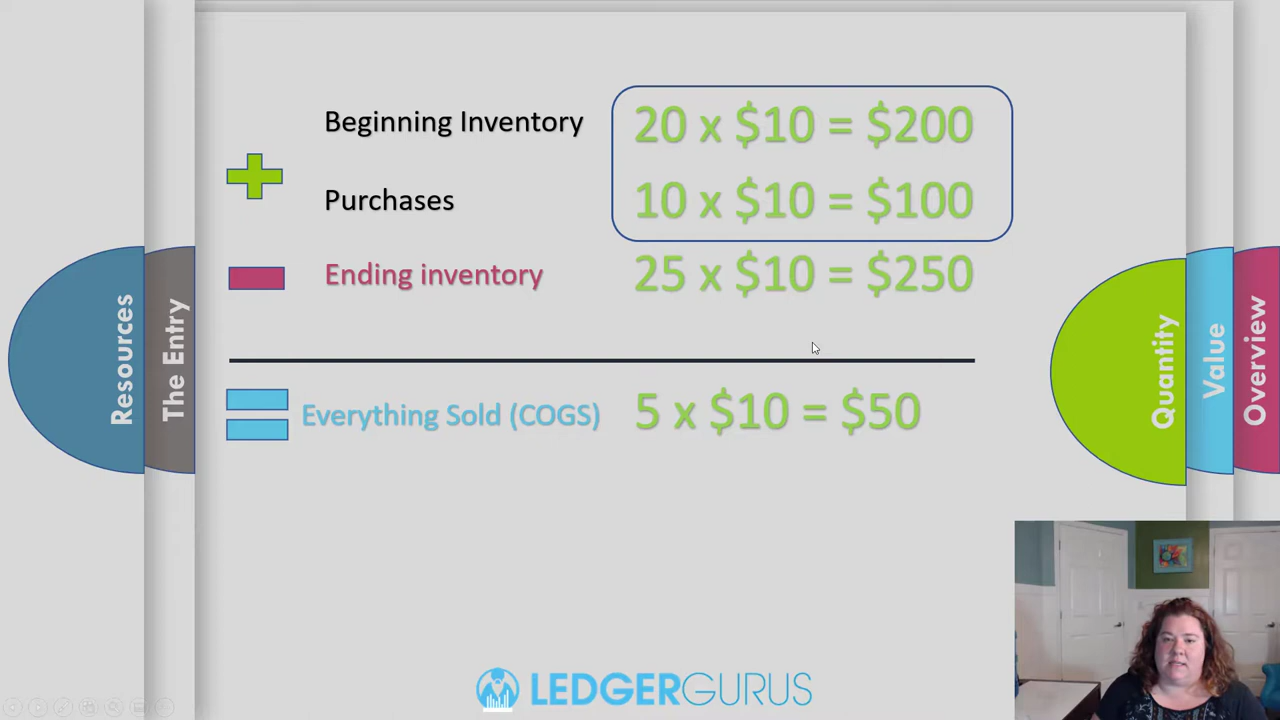 Beginning Inventory 20 x $10 = $200
Purchases 10 x $10 = $100
Ending inventory 25 x $10 = $250
Everything Sold (COGS) 5 x $10 = $50
Resources
The Entry
Quantity
Value
Overview
LEDGERGURUS